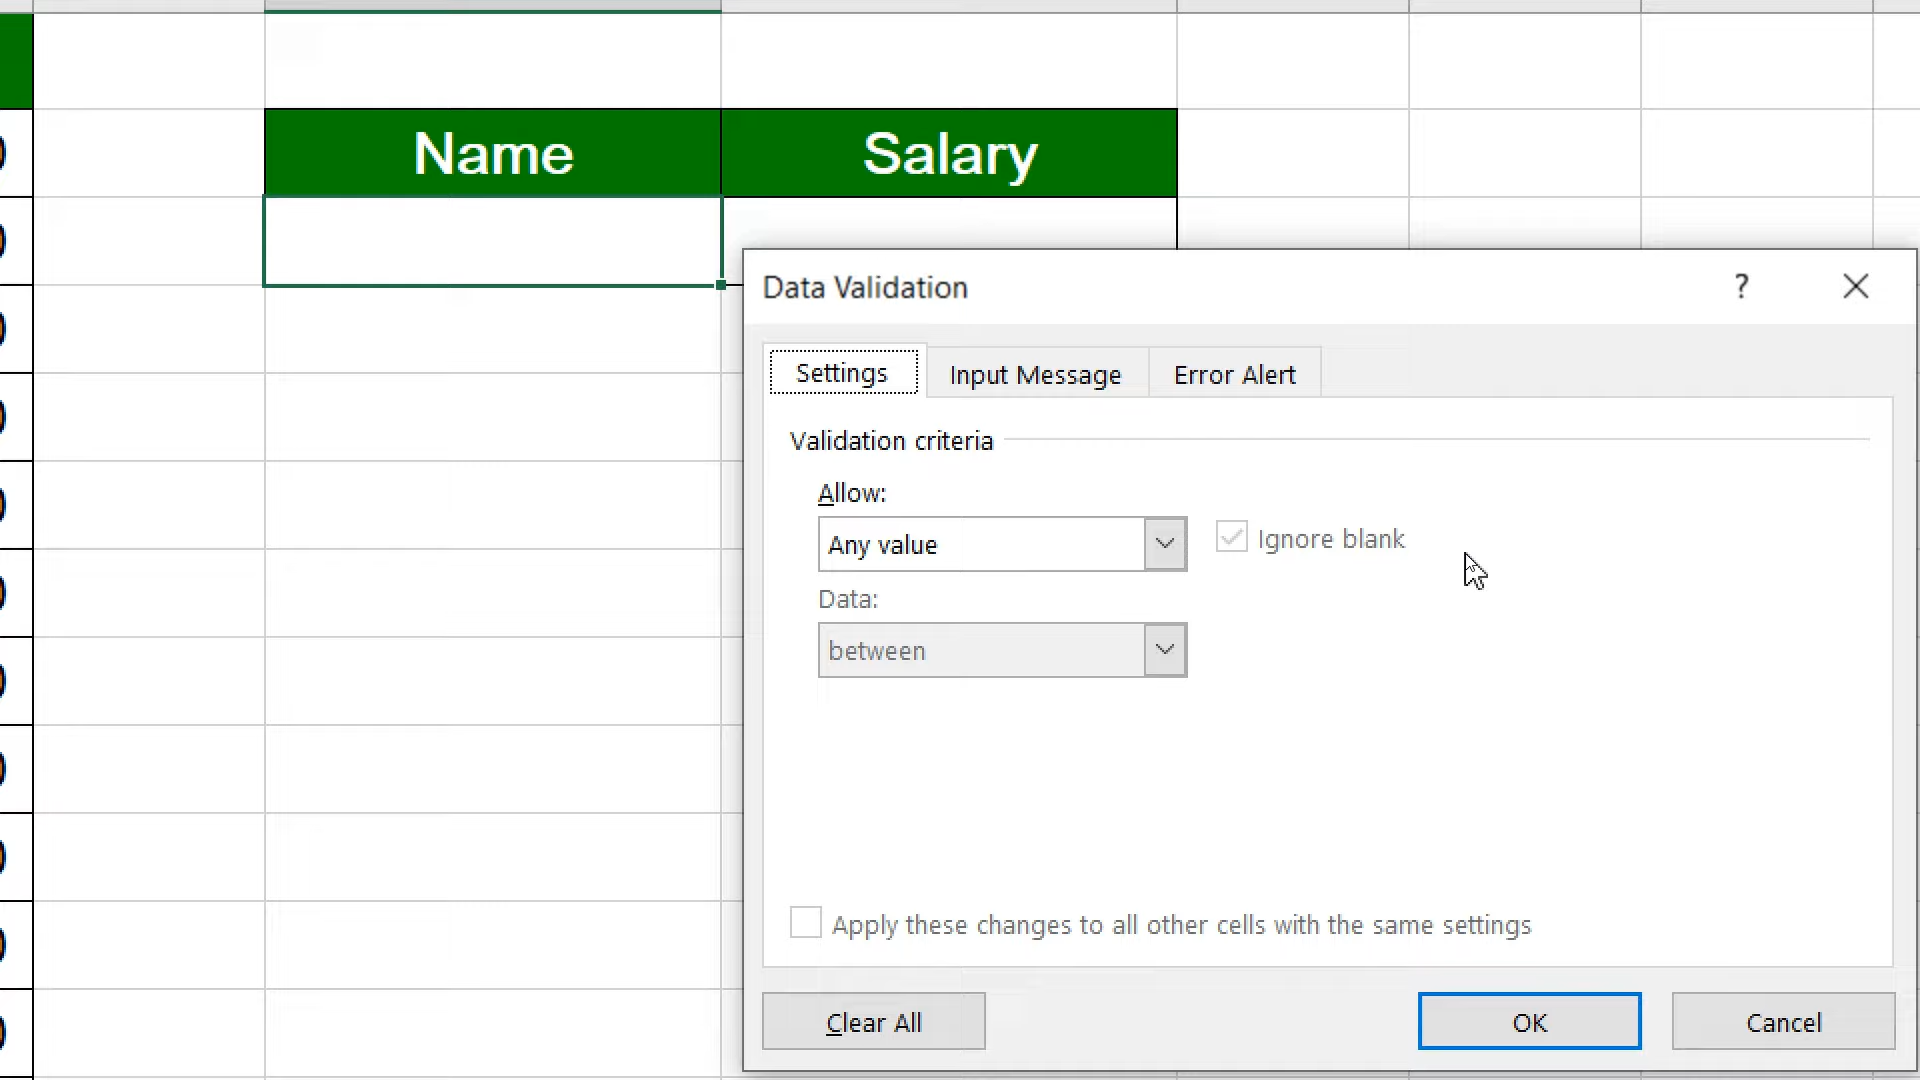 Name Salary
Data Validation
Settings Input Message Error Alert
Validation criteria
Allow:
Any value Ignore blank
Data:
between
Apply these changes to all other cells with the same settings
Clear All OK Cancel